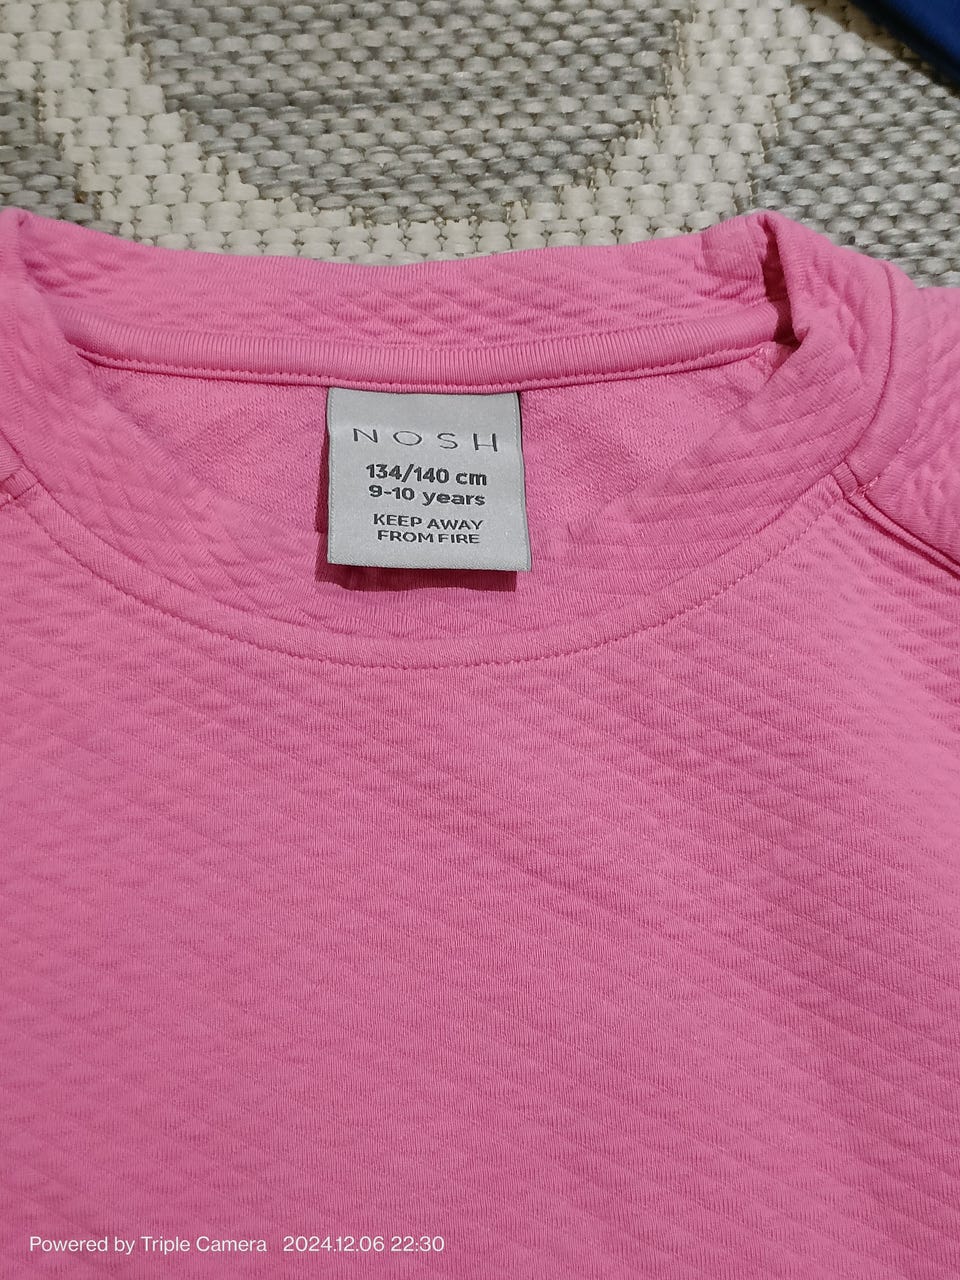 NOSH
134/140 cm
9-10 years
KEEP AWAY
FROM FIRE
Powered by Triple Camera 2024.12.06 22:30